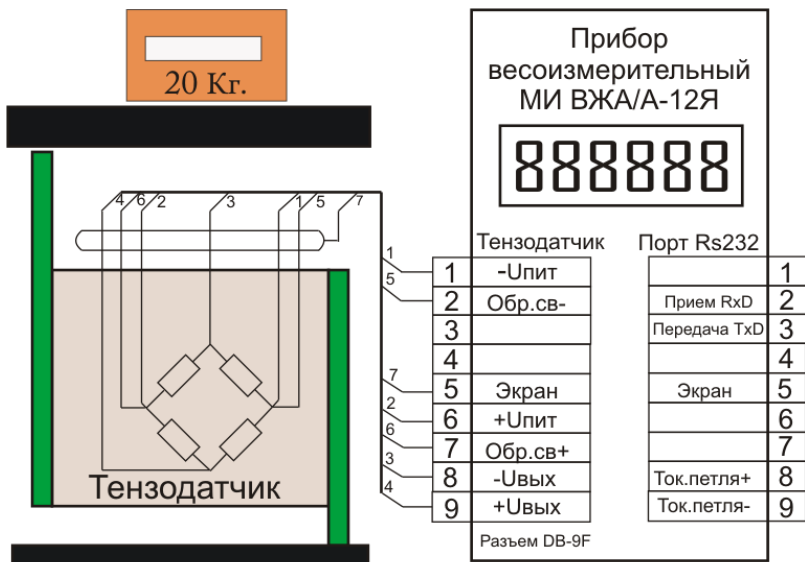 20 Кг.
Прибор
весоизмерительный
МИ ВЖА/А-12Я
888888
4 6 2 3 1 5 7
Тензодатчик
Порт Rs232
1 1 -Uпит
5 2 Обр.св-
3
4
7 5 Экран
2 6 +Uпит
6 7 Обр.св+
3 8 -Uвых
4 9 +Uвых
1
Прием RxD 2
Передача TxD 3
4
Экран 5
6
7
Ток.петля+ 8
Ток.петля- 9
Тензодатчик
Разъем DB-9F